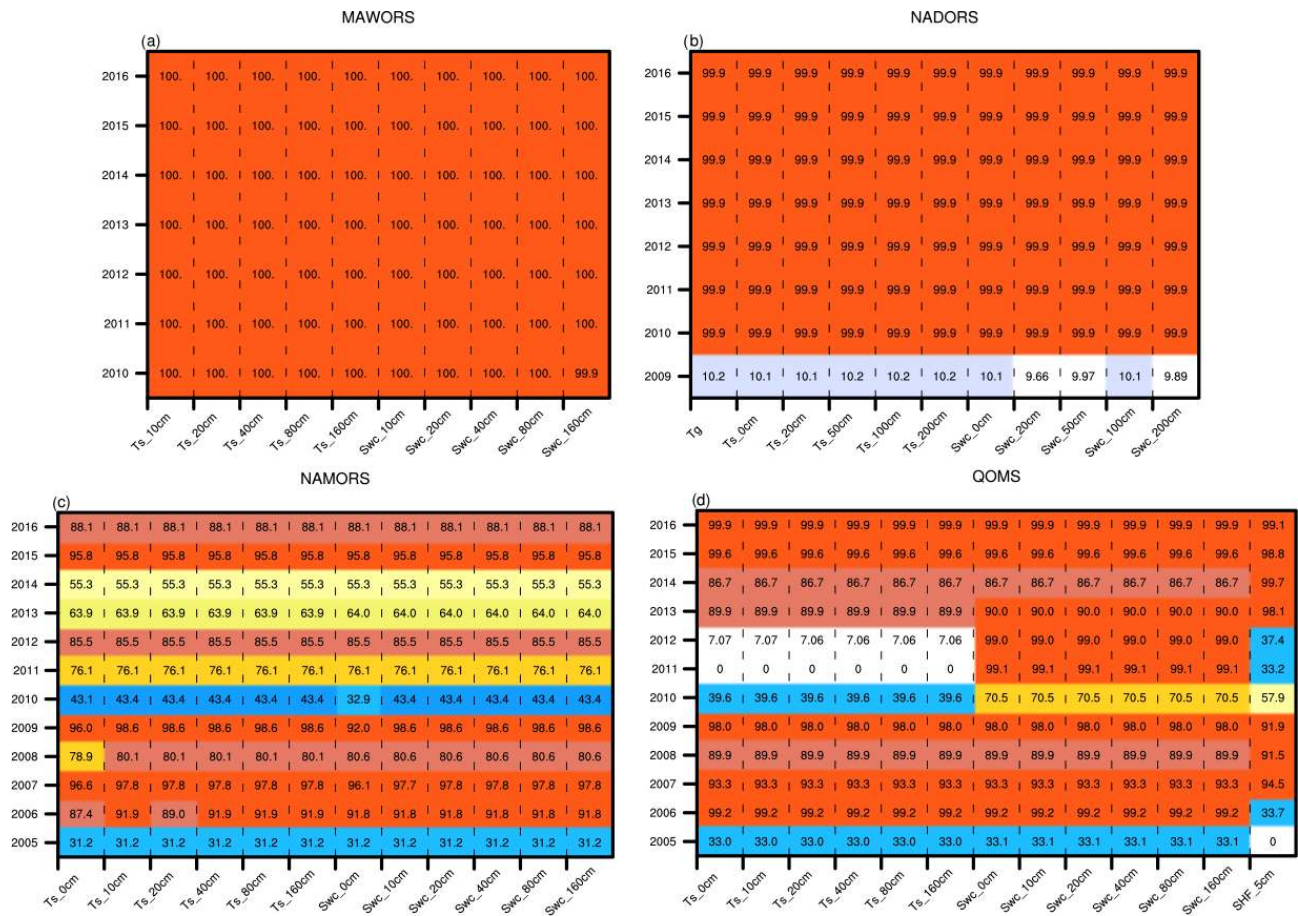 MAWORS
(a)
2016 100. 100. 100. 100. 100. 100. 100. 100. 100. 100.
2015 100. 100. 100. 100. 100. 100. 100. 100. 100. 100.
2014 100. 100. 100. 100. 100. 100. 100. 100. 100. 100.
2013 100. 100. 100. 100. 100. 100. 100. 100. 100. 100.
2012 100. 100. 100. 100. 100. 100. 100. 100. 100. 100.
2011 100. 100. 100. 100. 100. 100. 100. 100. 100. 100.
2010 100. 100. 100. 100. 100. 100. 100. 100. 100. 99.9
Ts_10cm Ts_20cm Ts_40cm Ts_80cm Ts_160cm Swc_10cm Swc_20cm Swc_40cm Swc_80cm Swc_160cm
NADORS
(b)
2016 99.9 99.9 99.9 99.9 99.9 99.9 99.9 99.9 99.9 99.9 99.9
2015 99.9 99.9 99.9 99.9 99.9 99.9 99.9 99.9 99.9 99.9 99.9
2014 99.9 99.9 99.9 99.9 99.9 99.9 99.9 99.9 99.9 99.9 99.9
2013 99.9 99.9 99.9 99.9 99.9 99.9 99.9 99.9 99.9 99.9 99.9
2012 99.9 99.9 99.9 99.9 99.9 99.9 99.9 99.9 99.9 99.9 99.9
2011 99.9 99.9 99.9 99.9 99.9 99.9 99.9 99.9 99.9 99.9 99.9
2010 99.9 99.9 99.9 99.9 99.9 99.9 99.9 99.9 99.9 99.9 99.9
2009 10.2 10.1 10.1 10.2 10.2 10.2 10.1 9.66 9.97 10.1 9.89
Tg Ts_0cm Ts_20cm Ts_50cm Ts_100cm Ts_200cm Swc_0cm Swc_20cm Swc_50cm Swc_100cm Swc_200cm
NAMORS
(c)
2016 88.1 88.1 88.1 88.1 88.1 88.1 88.1 88.1 88.1 88.1 88.1 88.1
2015 95.8 95.8 95.8 95.8 95.8 95.8 95.8 95.8 95.8 95.8 95.8 95.8
2014 55.3 55.3 55.3 55.3 55.3 55.3 55.3 55.3 55.3 55.3 55.3 55.3
2013 63.9 63.9 63.9 63.9 63.9 63.9 64.0 64.0 64.0 64.0 64.0 64.0
2012 85.5 85.5 85.5 85.5 85.5 85.5 85.5 85.5 85.5 85.5 85.5 85.5
2011 76.1 76.1 76.1 76.1 76.1 76.1 76.1 76.1 76.1 76.1 76.1 76.1
2010 43.1 43.4 43.4 43.4 43.4 43.4 32.9 43.4 43.4 43.4 43.4 43.4
2009 96.0 98.6 98.6 98.6 98.6 98.6 92.0 98.6 98.6 98.6 98.6 98.6
2008 78.9 80.1 80.1 80.1 80.1 80.1 80.6 80.6 80.6 80.6 80.6 80.6
2007 96.6 97.8 97.8 97.8 97.8 97.8 96.1 97.7 97.8 97.8 97.8 97.8
2006 87.4 91.9 89.0 91.9 91.9 91.9 91.8 91.8 91.8 91.8 91.8 91.8
2005 31.2 31.2 31.2 31.2 31.2 31.2 31.2 31.2 31.2 31.2 31.2 31.2
Ts_0cm Ts_10cm Ts_20cm Ts_40cm Ts_80cm Ts_160cm Swc_0cm Swc_10cm Swc_20cm Swc_40cm Swc_80cm Swc_160cm
QOMS
(d)
2016 99.9 99.9 99.9 99.9 99.9 99.9 99.9 99.9 99.9 99.9 99.9 99.9 99.1
2015 99.6 99.6 99.6 99.6 99.6 99.6 99.6 99.6 99.6 99.6 99.6 99.6 98.8
2014 86.7 86.7 86.7 86.7 86.7 86.7 86.7 86.7 86.7 86.7 86.7 86.7 99.7
2013 89.9 89.9 89.9 89.9 89.9 89.9 90.0 90.0 90.0 90.0 90.0 90.0 98.1
2012 7.07 7.07 7.06 7.06 7.06 7.06 99.0 99.0 99.0 99.0 99.0 99.0 37.4
2011 0 0 0 0 0 0 99.1 99.1 99.1 99.1 99.1 99.1 33.2
2010 39.6 39.6 39.6 39.6 39.6 39.6 70.5 70.5 70.5 70.5 70.5 70.5 57.9
2009 98.0 98.0 98.0 98.0 98.0 98.0 98.0 98.0 98.0 98.0 98.0 98.0 91.9
2008 89.9 89.9 89.9 89.9 89.9 89.9 89.9 89.9 89.9 89.9 89.9 89.9 91.5
2007 93.3 93.3 93.3 93.3 93.3 93.3 93.3 93.3 93.3 93.3 93.3 93.3 94.5
2006 99.2 99.2 99.2 99.2 99.2 99.2 99.2 99.2 99.2 99.2 99.2 99.2 33.7
2005 33.0 33.0 33.0 33.0 33.0 33.0 33.1 33.1 33.1 33.1 33.1 33.1 0
Ts_0cm Ts_10cm Ts_20cm Ts_40cm Ts_80cm Ts_160cm Swc_0cm Swc_10cm Swc_20cm Swc_40cm Swc_80cm Swc_160cm SHF_5cm